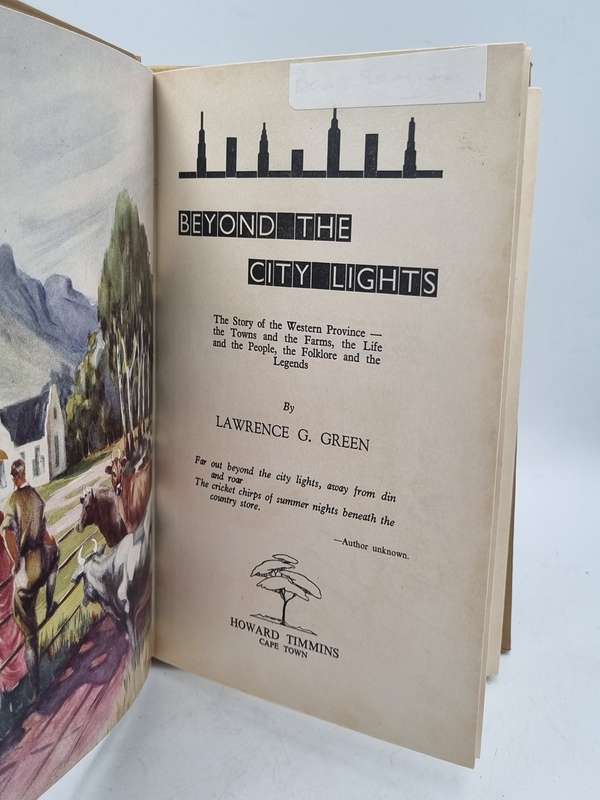 BEYOND THE
CITY LIGHTS
The Story of the Western Province —
the Towns and the Farms, the Life
and the People, the Folklore and the
Legends
By
LAWRENCE G. GREEN
Far out beyond the city lights, away from din
and roar
The cricket chirps of summer nights beneath the
country store.
—Author unknown.
HOWARD TIMMINS
CAPE TOWN